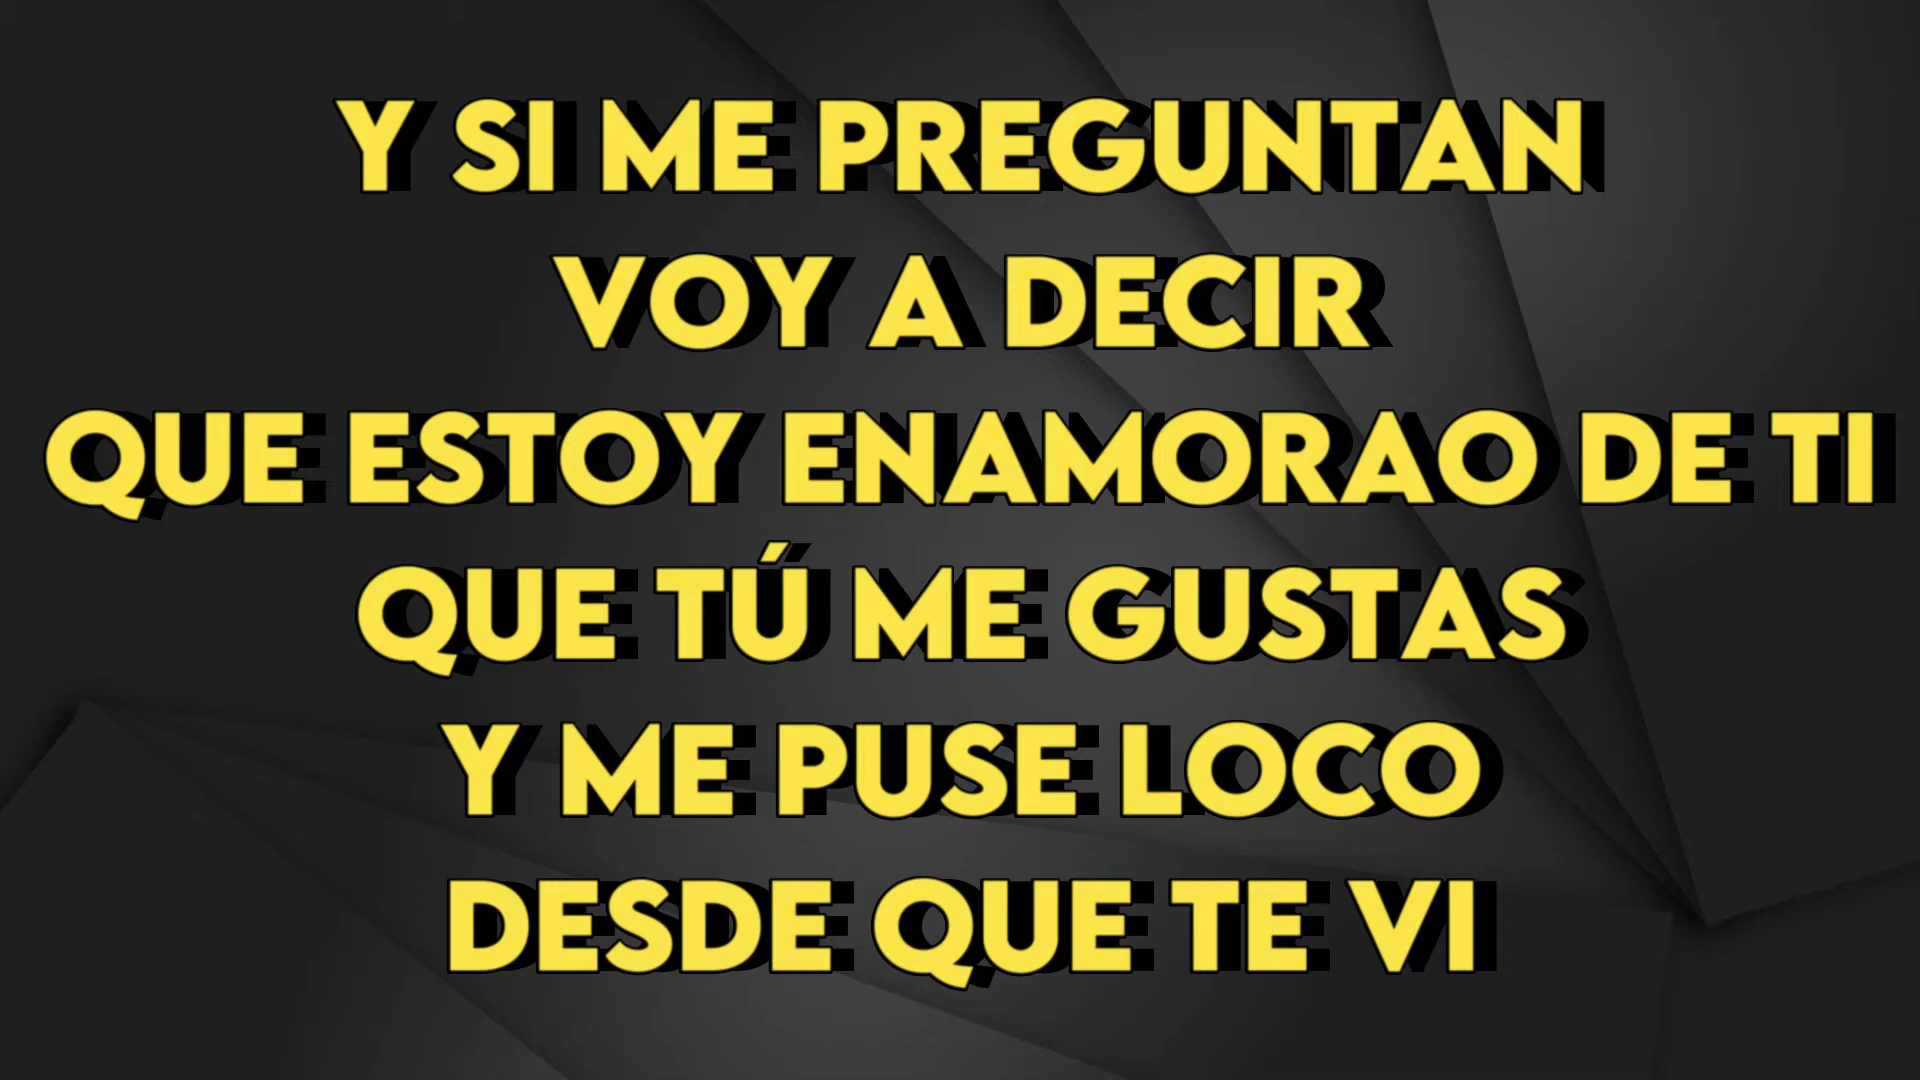 Y SI ME PREGUNTAN
VOY A DECIR
QUE ESTOY ENAMORAO DE TI
QUE TÚ ME GUSTAS
Y ME PUSE LOCO
DESDE QUE TE VI